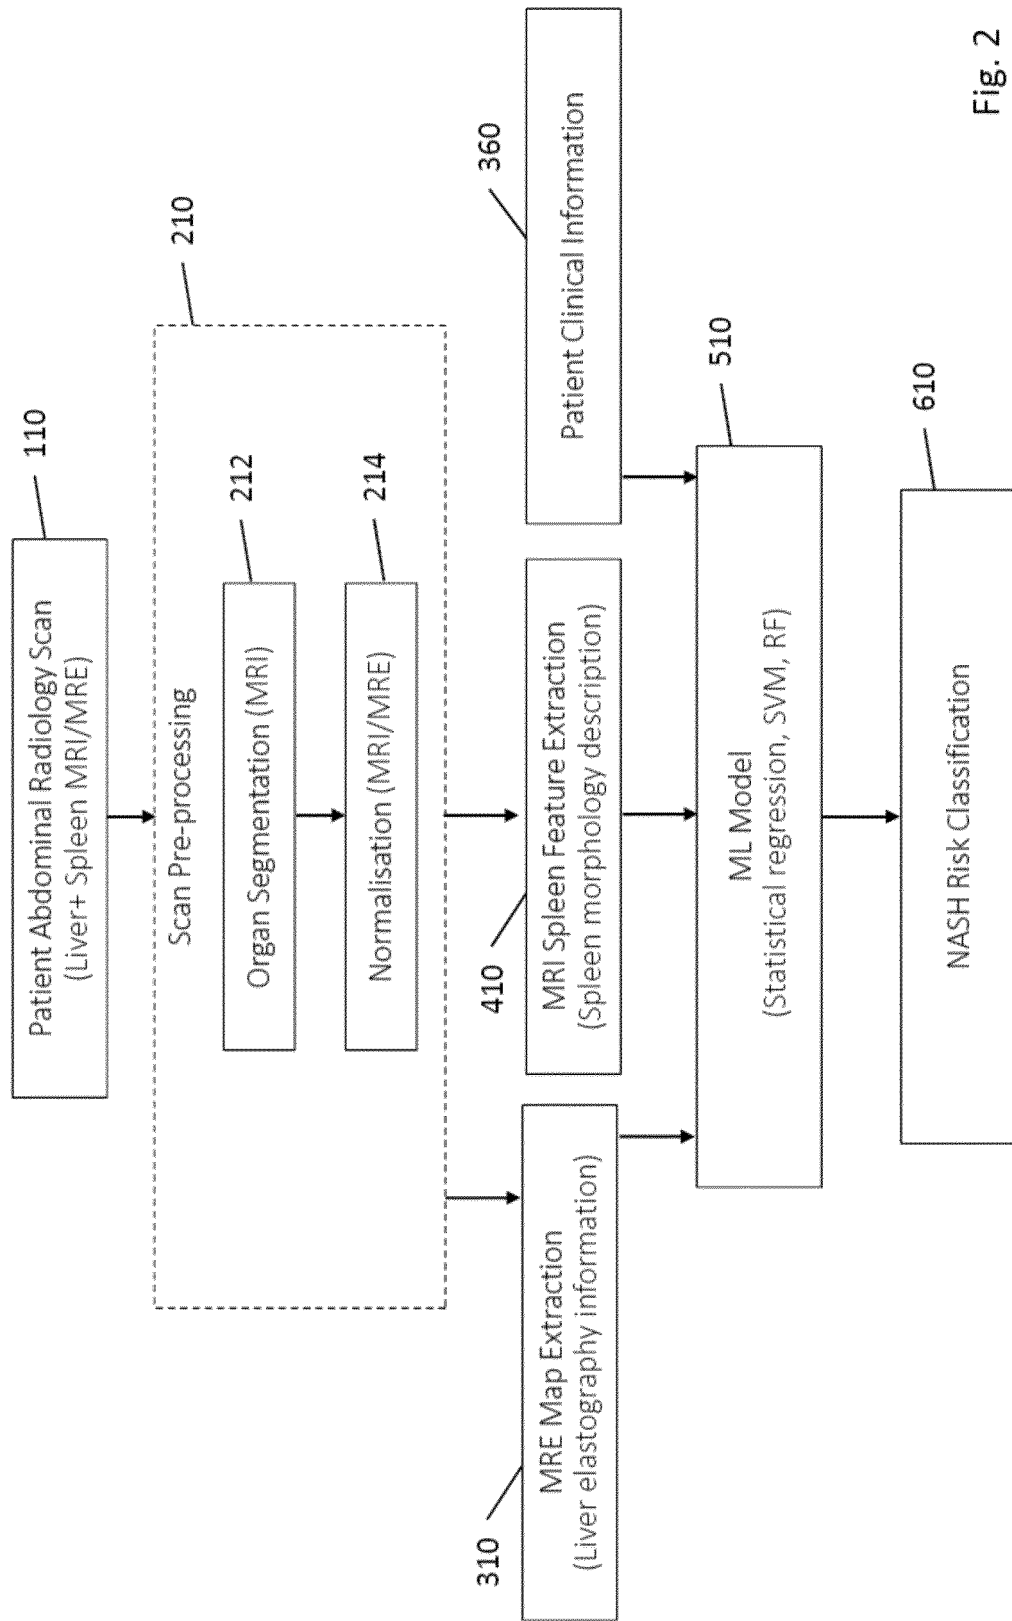 110
Patient Abdominal Radiology Scan
(Liver+ Spleen MRI/MRE)
210
Scan Pre-processing
212
Organ Segmentation (MRI)
214
Normalisation (MRI/MRE)
310
MRE Map Extraction
(Liver elastography information)
410
MRI Spleen Feature Extraction
(Spleen morphology description)
360
Patient Clinical Information
510
ML Model
(Statistical regression, SVM, RF)
610
NASH Risk Classification
Fig. 2